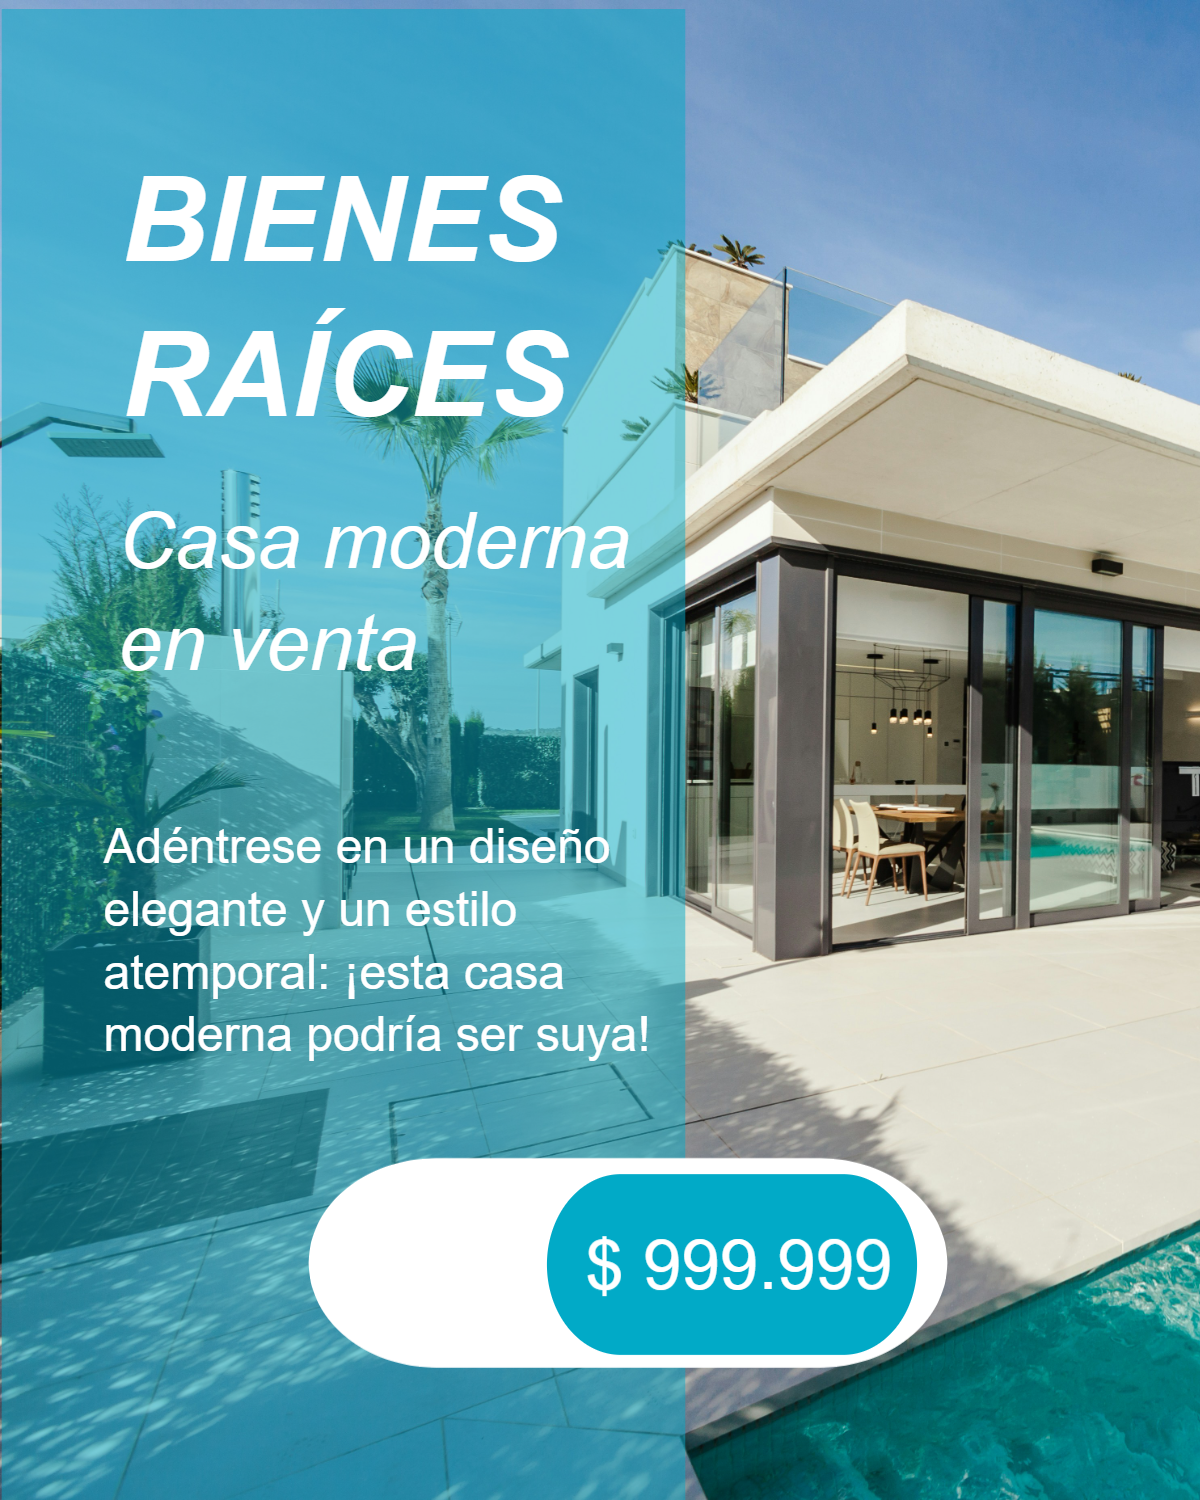 BIENES
RAÍCES
Casa moderna
en venta
Adéntrese en un diseño
elegante y un estilo
atemporal: ¡esta casa
moderna podría ser suya!
$ 999.999